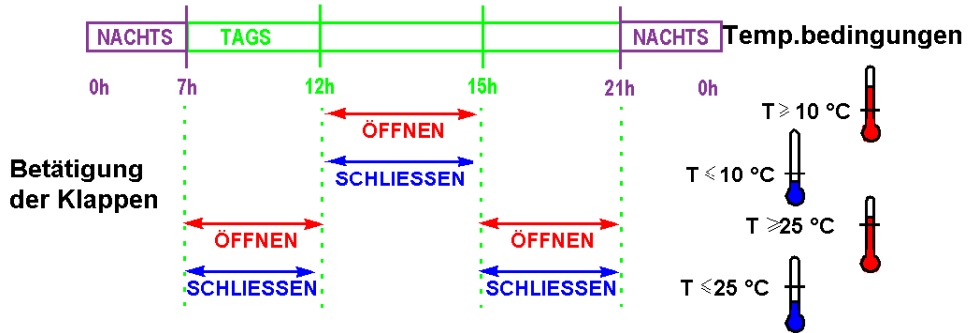 NACHTS TAGS NACHTS Temp.bedingungen
0h 7h 12h 15h 21h 0h
T ⩾ 10 °C
ÖFFNEN
Betätigung
der Klappen
SCHLIESSEN
T ⩽10 °C
ÖFFNEN ÖFFNEN
T ⩾25 °C
SCHLIESSEN SCHLIESSEN
T ⩽25 °C